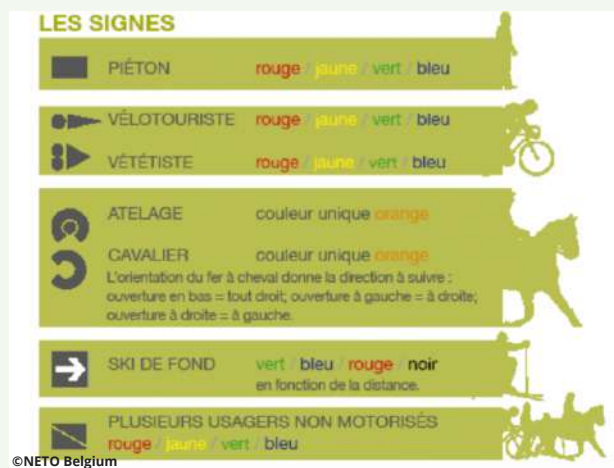 LES SIGNES
PIÉTON rouge / jaune / vert / bleu
VÉLOTOURISTE rouge / jaune / vert / bleu
VÉTÉTISTE rouge / jaune / vert / bleu
ATELAGE couleur unique orange
CAVALIER couleur unique orange
L'orientation du fer à cheval donne la direction à suivre :
ouverture en bas = tout droit; ouverture à gauche = à droite;
ouverture à droite = à gauche.
SKI DE FOND vert / bleu / rouge / noir
en fonction de la distance.
PLUSIEURS USAGERS NON MOTORISÉS
rouge / jaune / vert / bleu
©NETO Belgium